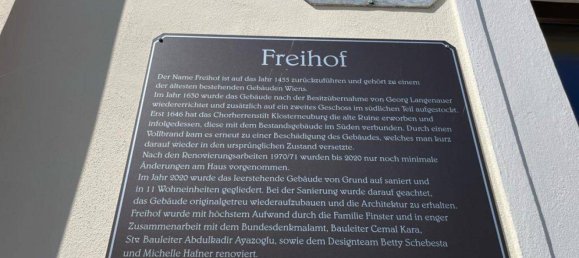 Freihof
Der Name Freihof ist auf das Jahr 1455 zurückzuführen und gehört zu einem
der ältesten bestehenden Gebäuden Wiens.
Im Jahr 1630 wurde das Gebäude nach der Besitzübernahme von Georg Langenauer
wiedererrichtet und zusätzlich auf ein zweites Geschoss im südlichen Teil aufgestockt.
Erst 1646 hat das Chorherrenstift Klosterneuburg die alte Ruine erworben und
infolgedessen, diese mit dem Bestandsgebäude im Süden verbunden. Durch einen
Vollbrand kam es erneut zu einer Beschädigung des Gebäudes, welches man kurz
darauf wieder in den ursprünglichen Zustand versetzte.
Nach den Renovierungsarbeiten 1970/71 wurden bis 2020 nur noch minimale
Änderungen am Haus vorgenommen.
Im Jahr 2020 wurde das leerstehende Gebäude von Grund auf saniert und
in 11 Wohneinheiten gegliedert. Bei der Sanierung wurde darauf geachtet,
das Gebäude originalgetreu wiederaufzubauen und die Architektur zu erhalten.
Freihof wurde mit höchstem Aufwand durch die Familie Finster und in enger
Zusammenarbeit mit dem Bundesdenkmalamt, Bauleiter Cemal Kara,
Stv. Bauleiter Abdulkadir Ayazoglu, sowie dem Designteam Betty Schebesta
und Michelle Hafner renoviert.